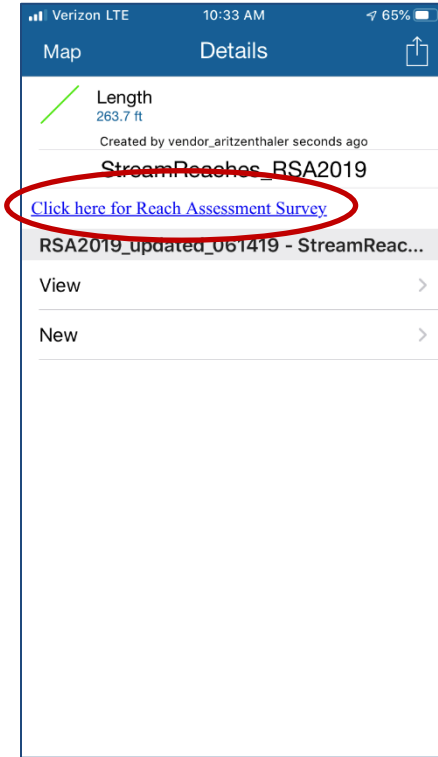 Verizon LTE 10:33 AM 65%
Map Details
Length
263.7 ft
Created by vendor_aritzenthaler seconds ago
StreamReaches_RSA2019
Click here for Reach Assessment Survey
RSA2019_updated_061419 - StreamReac...
View
New